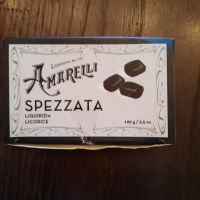 AMARELLI
SPEZZATA
LIQUIRIZIA
LICORICE
100 g / 3.5 oz